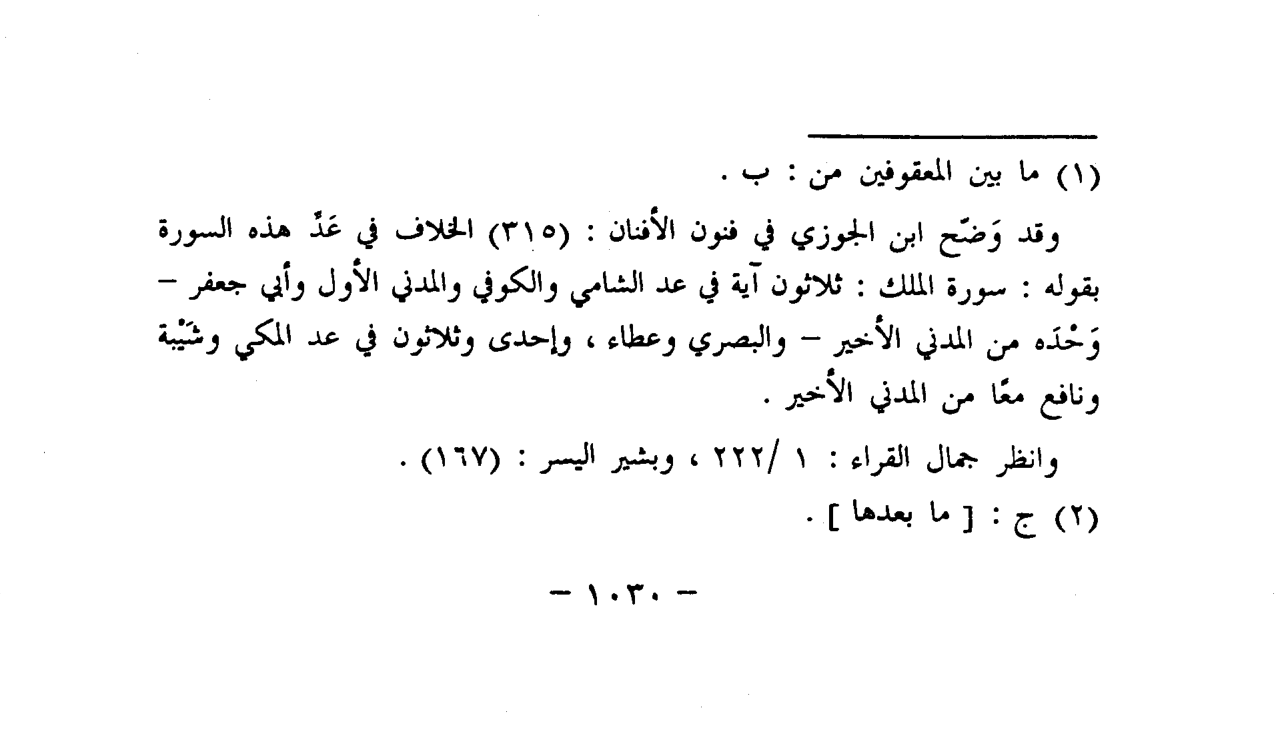 (١) ما بين المعقوفين من : ب .
وقد وَضّح ابن الجوزي في فنون الأفنان : (٣١٥) الخلاف في عَدِّ هذه السورة
بقوله : سورة الملك : ثلاثون آية في عد الشامي والكوفي والمدني الأول وأبي جعفر –
وَحْدَه من المدني الأخير – والبصري وعطاء ، وإحدى وثلاثون في عد المكي وشَيْبة
ونافع معًا من المدني الأخير .
وانظر جمال القراء : ١ /٢٢٢ ، وبشير اليسر : (١٦٧) .
(٢) ج : [ ما بعدها ] .
– ١٠٣٠ –